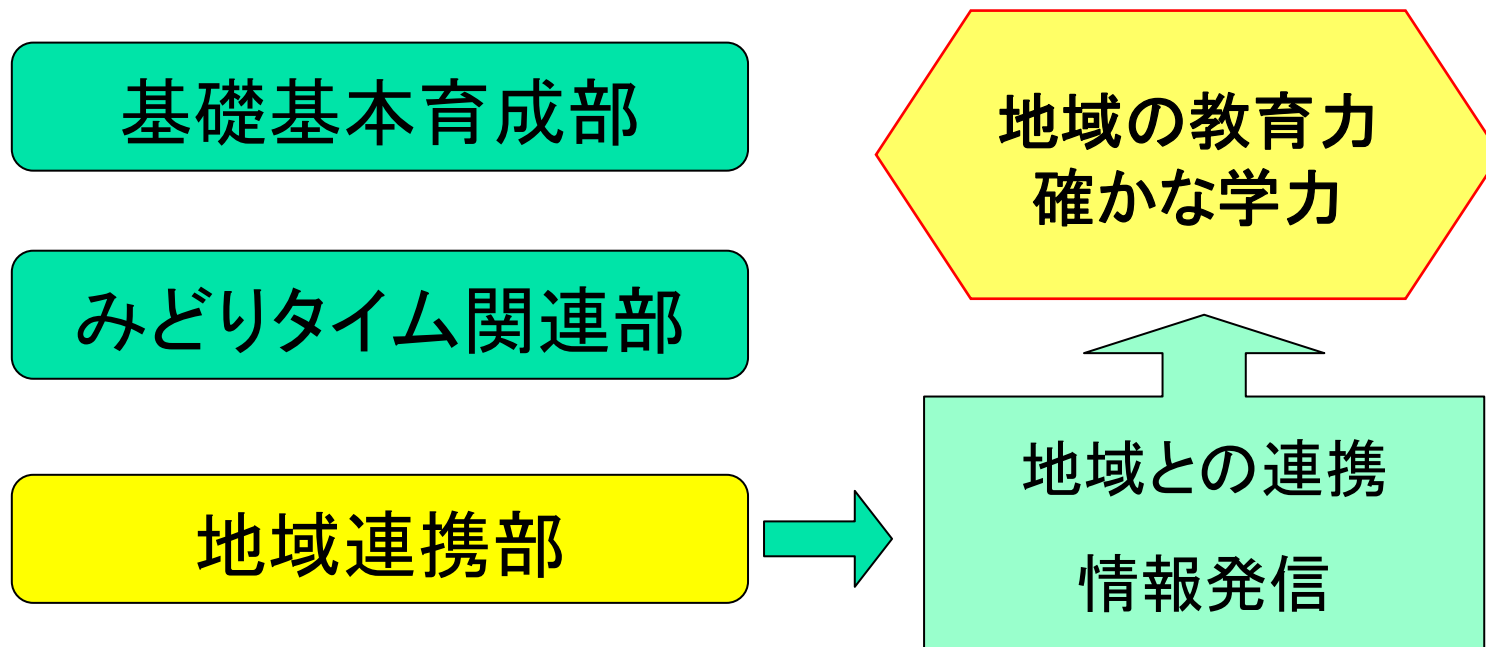 基礎基本育成部
みどりタイム関連部
地域連携部
地域の教育力
確かな学力
地域との連携
情報発信